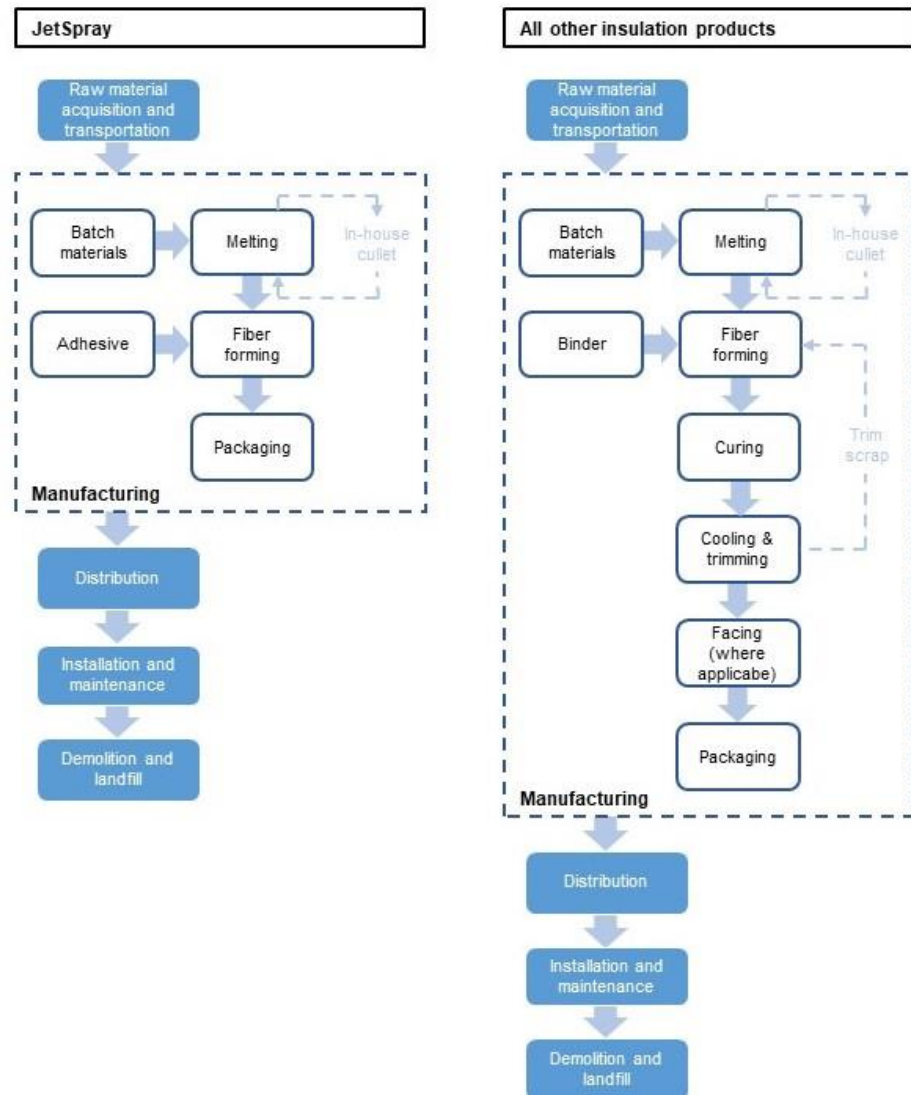 JetSpray
Raw material
acquisition and
transportation
Batch
materials
Melting
In-house
cullet
Adhesive
Fiber
forming
Packaging
Manufacturing
Distribution
Installation and
maintenance
Demolition and
landfill
All other insulation products
Raw material
acquisition and
transportation
Batch
materials
Melting
In-house
cullet
Binder
Fiber
forming
Curing
Trim
scrap
Cooling &
trimming
Facing
(where
applicabe)
Packaging
Manufacturing
Distribution
Installation and
maintenance
Demolition and
landfill